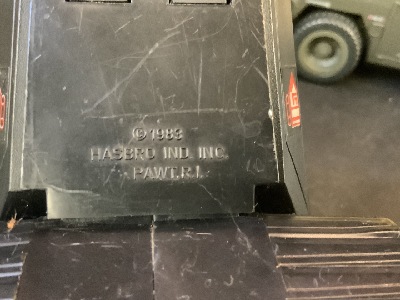 © 1983
HASBRO IND. INC.
PAWT. R.I.